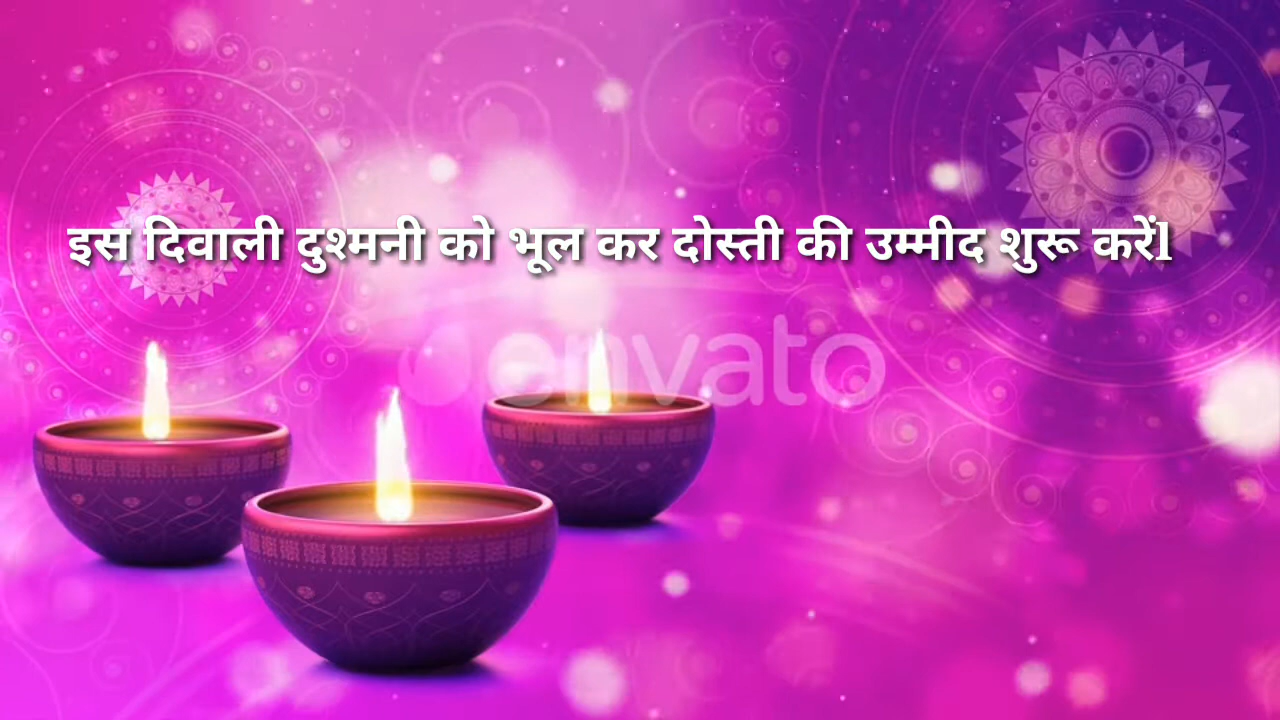 इस दिवाली दुश्मनी को भूल कर दोस्ती की उम्मीद शुरू करेंl
envato